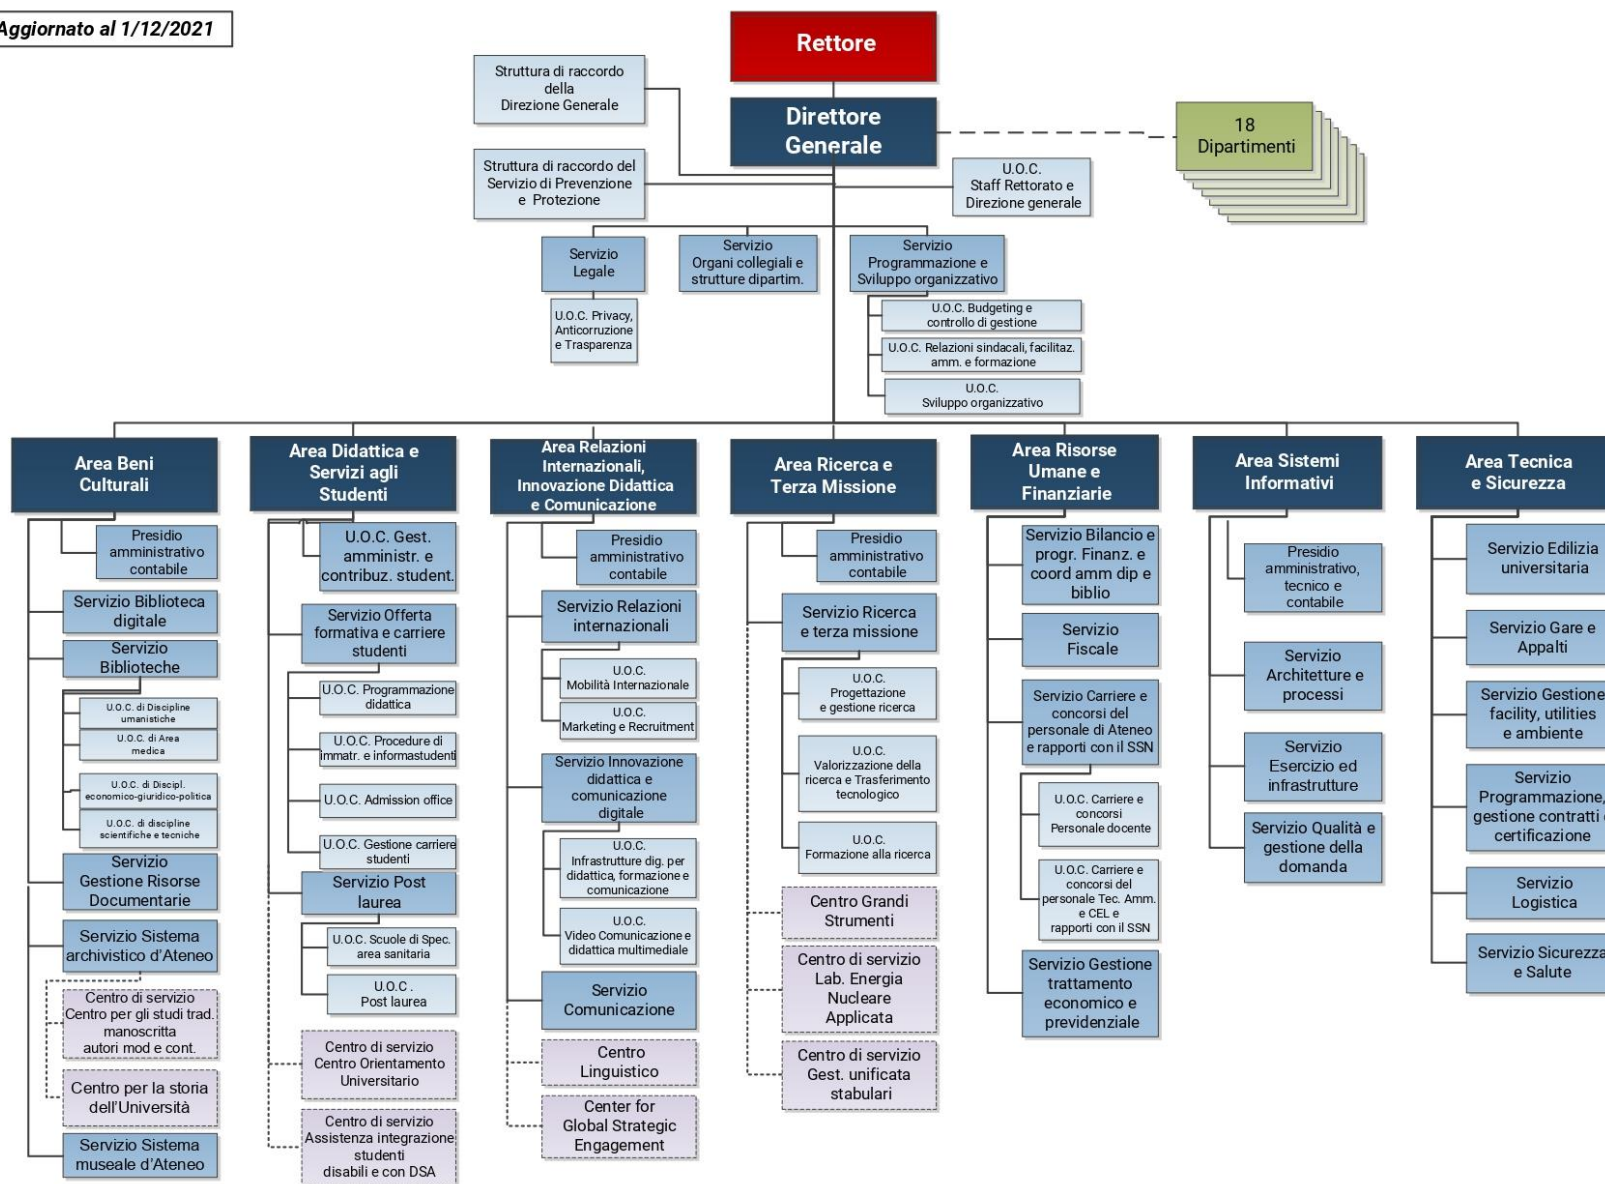 Aggiornato al 1/12/2021
Rettore
Struttura di raccordo
della
Direzione Generale
Direttore
Generale
18
Dipartimenti
Struttura di raccordo del
Servizio di Prevenzione
e Protezione
U.O.C.
Staff Rettorato e
Direzione generale
Servizio
Legale
Servizio
Organi collegiali e
strutture dipartim.
Servizio
Programmazione e
Sviluppo organizzativo
U.O.C. Privacy,
Anticorruzione
e Trasparenza
U.O.C. Budgeting e
controllo di gestione
U.O.C. Relazioni sindacali, facilitaz.
amm. e formazione
U.O.C.
Sviluppo organizzativo
Area Beni
Culturali
Presidio
amministrativo
contabile
Servizio Biblioteca
digitale
Servizio
Biblioteche
U.O.C. di Discipline
umanistiche
U.O.C. di Area
medica
U.O.C. di Discipl.
economico-giuridico-politica
U.O.C. di discipline
scientifiche e tecniche
Servizio
Gestione Risorse
Documentarie
Servizio Sistema
archivistico d'Ateneo
Centro di servizio
Centro per gli studi trad.
manoscritta
autori mod e cont.
Centro per la storia
dell'Università
Servizio Sistema
museale d'Ateneo
Area Didattica e
Servizi agli
Studenti
U.O.C. Gest.
amministr. e
contribuz. student.
Servizio Offerta
formativa e carriere
studenti
U.O.C. Programmazione
didattica
U.O.C. Procedure di
immatr. e informastudenti
U.O.C. Admission office
U.O.C. Gestione carriere
studenti
Servizio Post
laurea
U.O.C. Scuole di Spec.
area sanitaria
U.O.C .
Post laurea
Centro di servizio
Centro Orientamento
Universitario
Centro di servizio
Assistenza integrazione
studenti
disabili e con DSA
Area Relazioni
Internazionali,
Innovazione Didattica
e Comunicazione
Presidio
amministrativo
contabile
Servizio Relazioni
internazionali
U.O.C.
Mobilità Internazionale
U.O.C.
Marketing e Recruitment
Servizio Innovazione
didattica e
comunicazione
digitale
U.O.C.
Infrastrutture dig. per
didattica, formazione e
comunicazione
U.O.C.
Video Comunicazione e
didattica multimediale
Servizio
Comunicazione
Centro
Linguistico
Center for
Global Strategic
Engagement
Area Ricerca e
Terza Missione
Presidio
amministrativo
contabile
Servizio Ricerca
e terza missione
U.O.C.
Progettazione
e gestione ricerca
U.O.C.
Valorizzazione della
ricerca e Trasferimento
tecnologico
U.O.C.
Formazione alla ricerca
Centro Grandi
Strumenti
Centro di servizio
Lab. Energia
Nucleare
Applicata
Centro di servizio
Gest. unificata
stabulari
Area Risorse
Umane e
Finanziarie
Servizio Bilancio e
progr. Finanz. e
coord amm dip e
biblio
Servizio
Fiscale
Servizio Carriere e
concorsi del
personale di Ateneo
e rapporti con il SSN
U.O.C. Carriere e
concorsi
Personale docente
U.O.C. Carriere e
concorsi del
personale Tec. Amm.
e CEL e
rapporti con il SSN
Servizio Gestione
trattamento
economico e
previdenziale
Area Sistemi
Informativi
Presidio
amministrativo,
tecnico e
contabile
Servizio
Architetture e
processi
Servizio
Esercizio ed
infrastrutture
Servizio Qualità e
gestione della
domanda
Area Tecnica
e Sicurezza
Servizio Edilizia
universitaria
Servizio Gare e
Appalti
Servizio Gestione
facility, utilities
e ambiente
Servizio
Programmazione,
gestione contratti e
certificazione
Servizio
Logistica
Servizio Sicurezza
e Salute